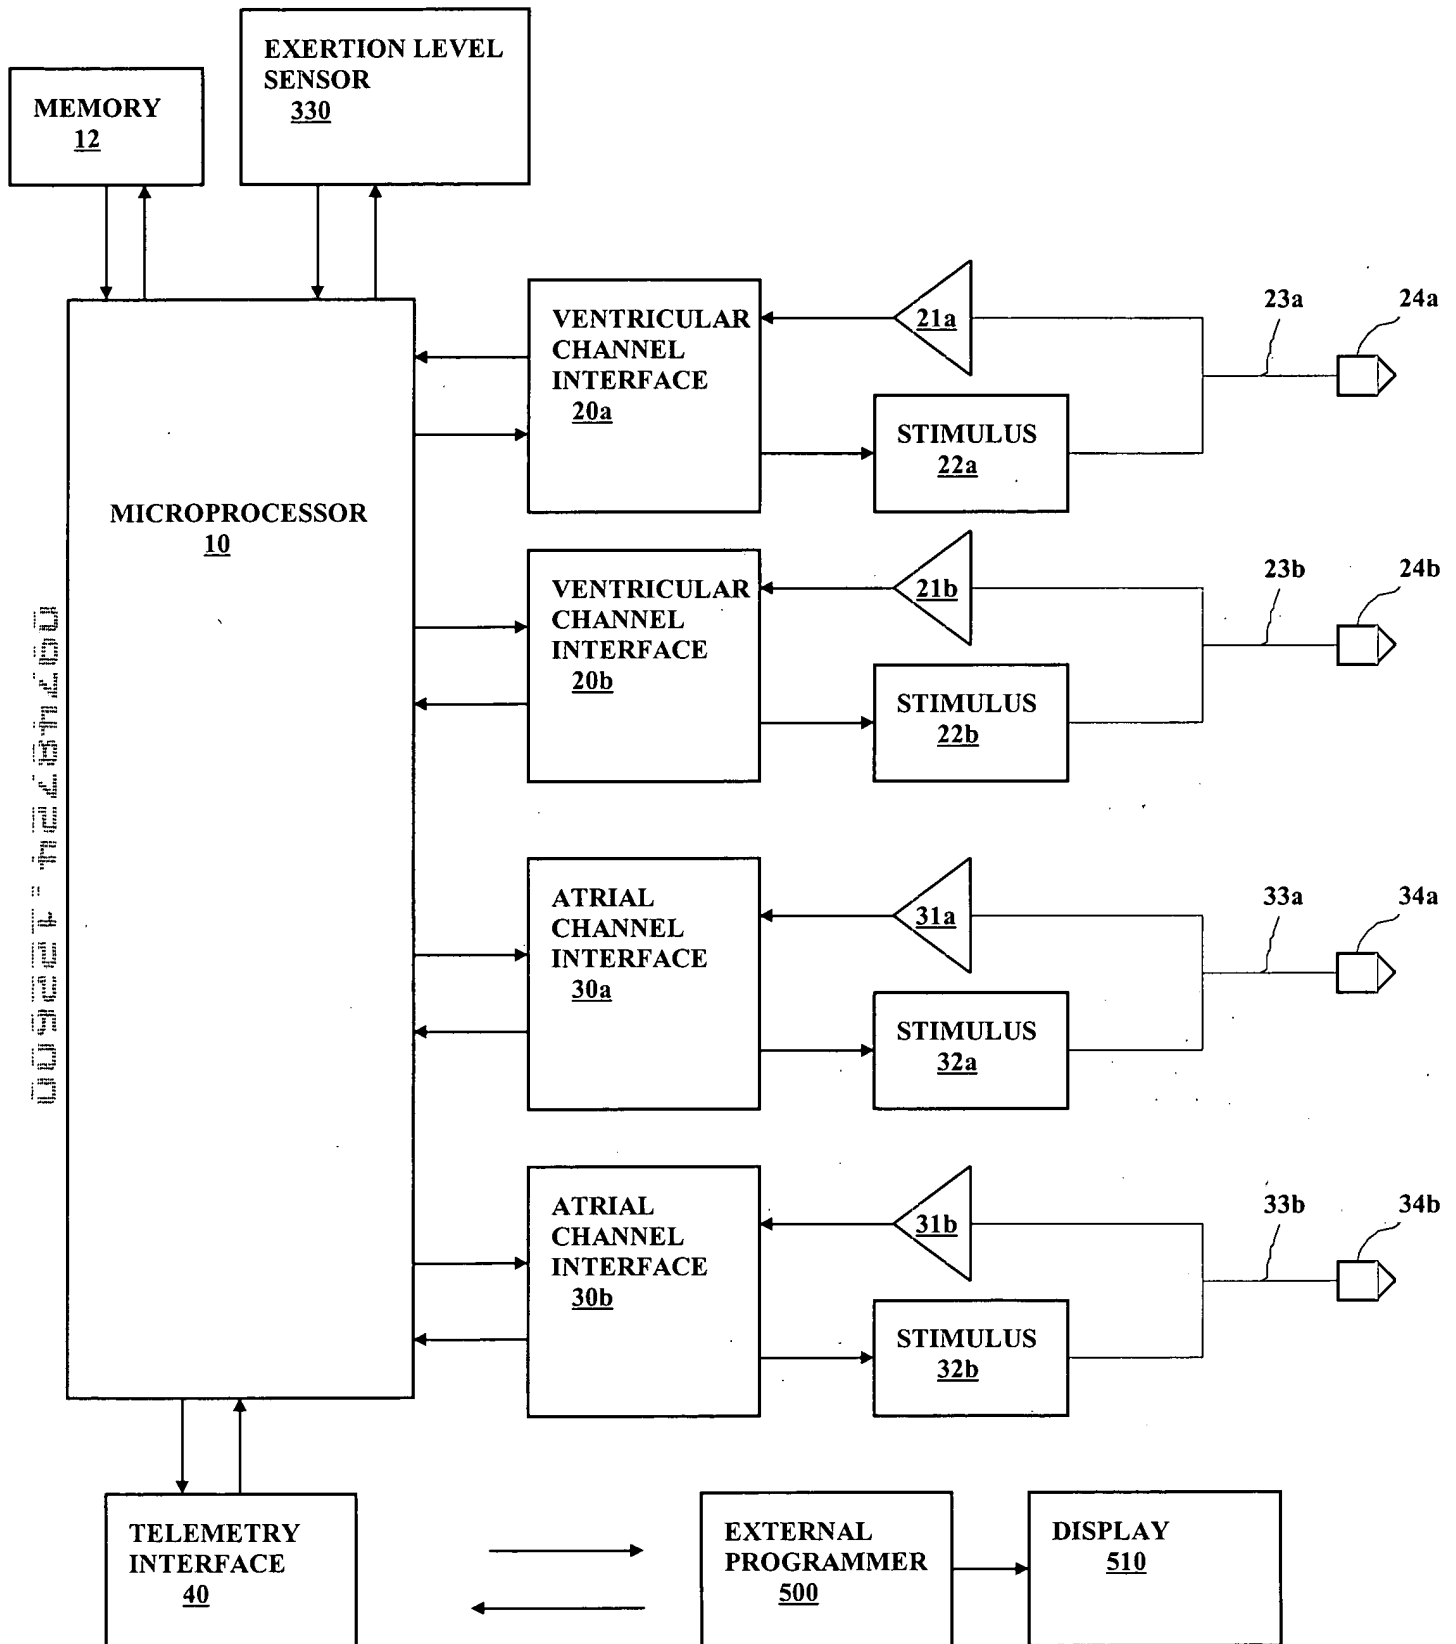 EXERTION LEVEL
SENSOR
330
MEMORY
12
MICROPROCESSOR
10
VENTRICULAR
CHANNEL
INTERFACE
20a
21a
STIMULUS
22a
23a
24a
VENTRICULAR
CHANNEL
INTERFACE
20b
21b
STIMULUS
22b
23b
24b
ATRIAL
CHANNEL
INTERFACE
30a
31a
STIMULUS
32a
33a
34a
ATRIAL
CHANNEL
INTERFACE
30b
31b
STIMULUS
32b
33b
34b
TELEMETRY
INTERFACE
40
EXTERNAL
PROGRAMMER
500
DISPLAY
510